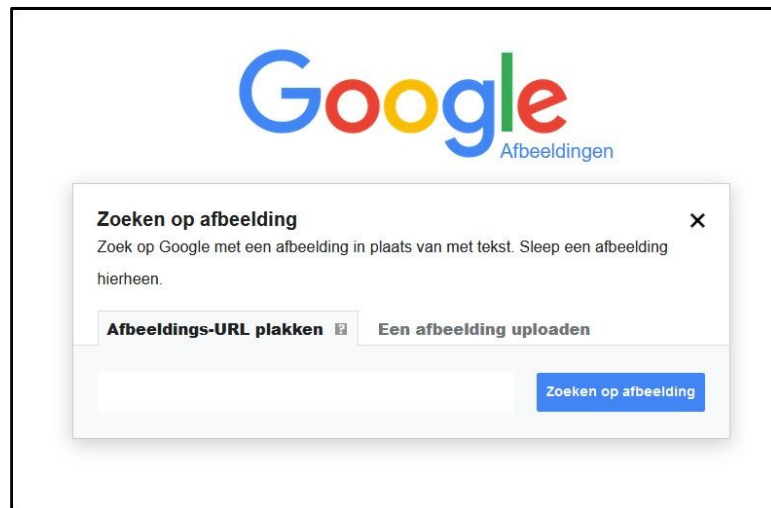 Google
Afbeeldingen
Zoeken op afbeelding
Zoek op Google met een afbeelding in plaats van met tekst. Sleep een afbeelding
hierheen.
Afbeeldings-URL plakken ? Een afbeelding uploaden
Zoeken op afbeelding